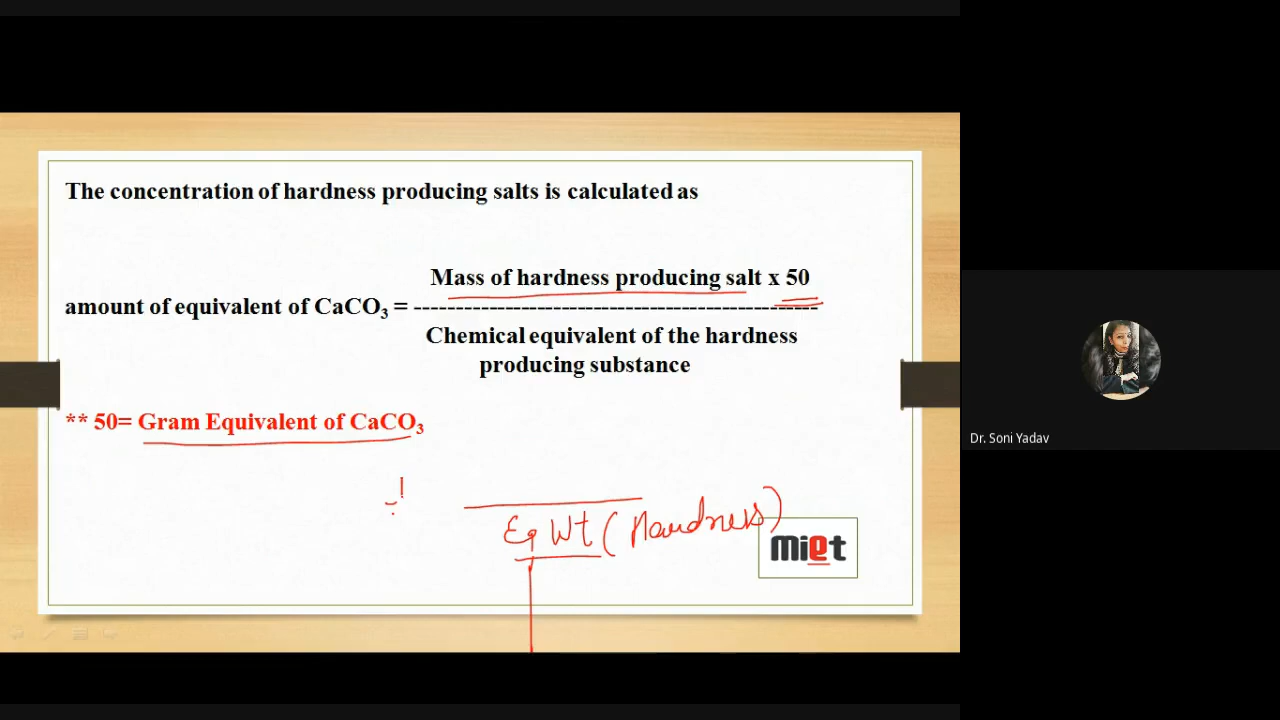 The concentration of hardness producing salts is calculated as
Mass of hardness producing salt x 50
amount of equivalent of CaCO₃ = ------------------------------------------------
Chemical equivalent of the hardness
producing substance
** 50= Gram Equivalent of CaCO₃
Eq Wt (Hardness)
miet
Dr. Soni Yadav